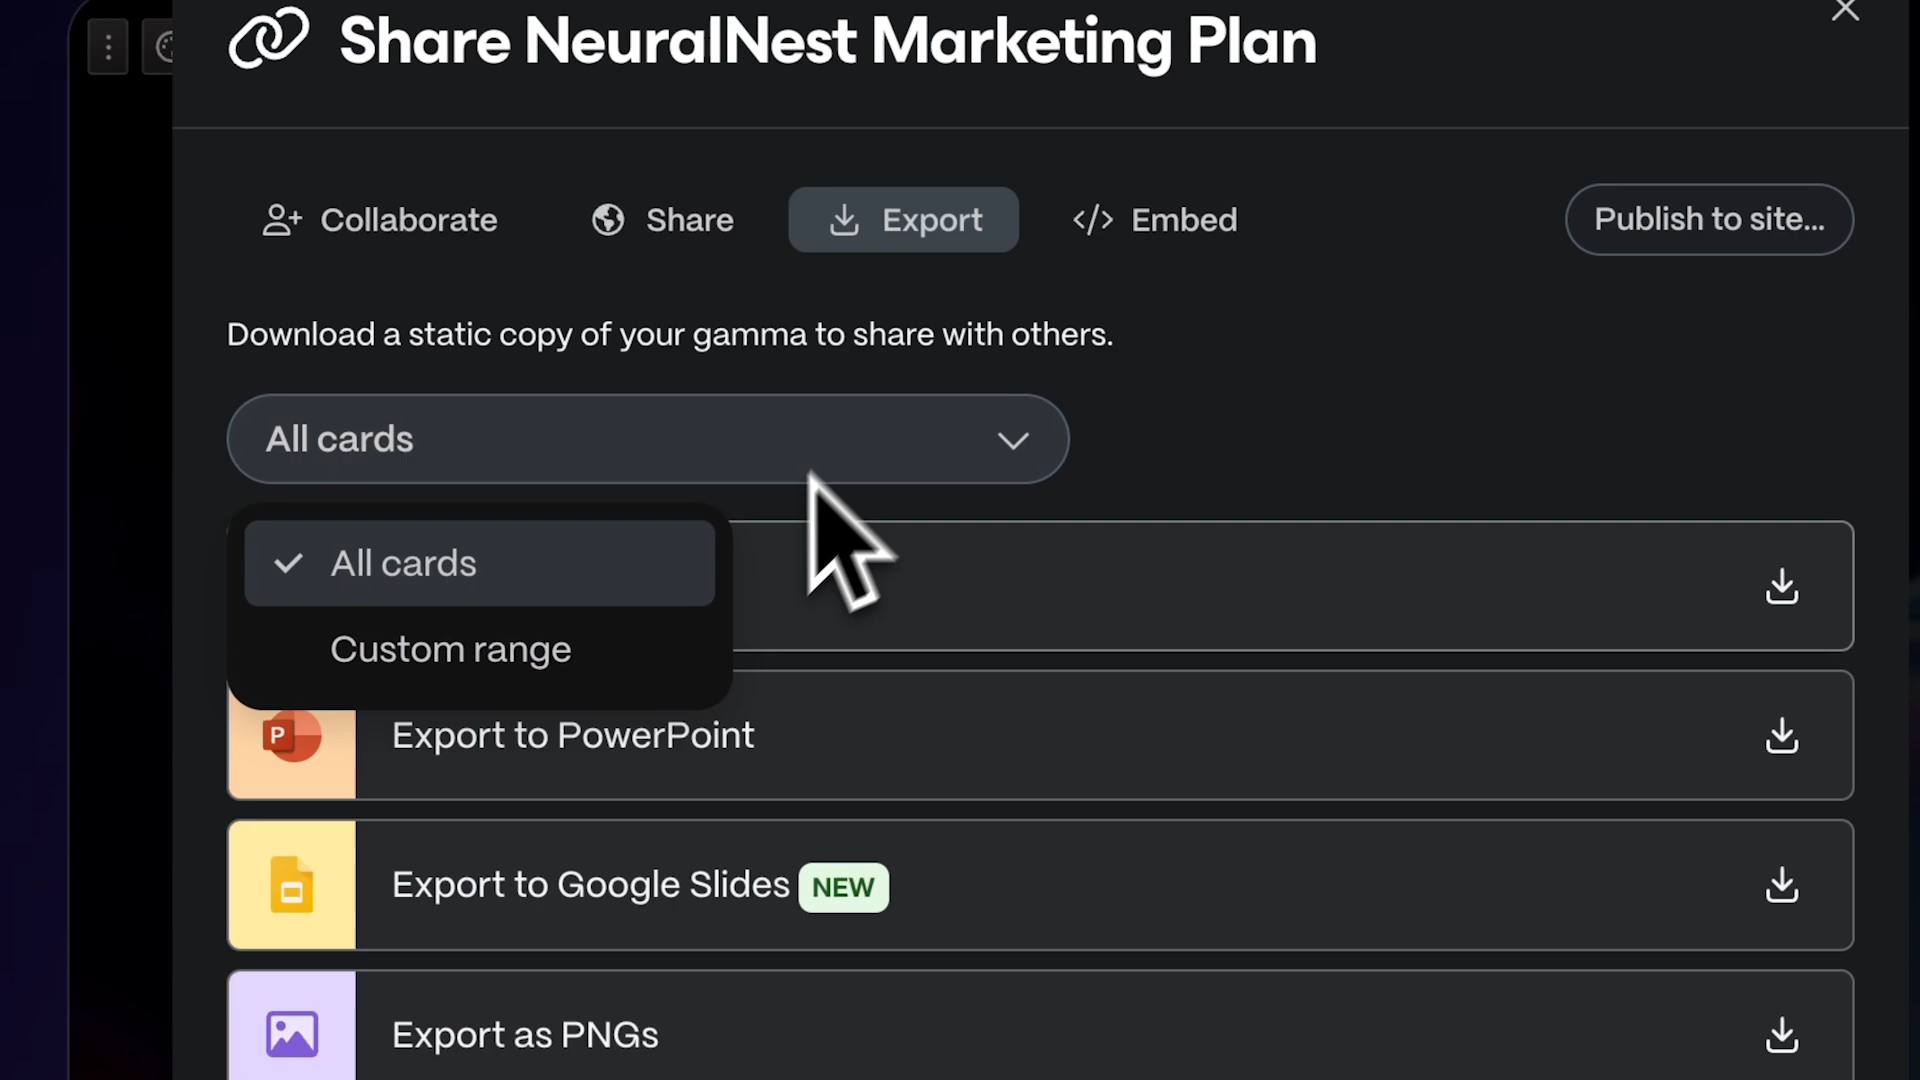 Share NeuralNest Marketing Plan
Collaborate
Share
Export
</> Embed
Publish to site...
Download a static copy of your gamma to share with others.
All cards
All cards
Custom range
P
Export to PowerPoint
Export to Google Slides NEW
Export as PNGs